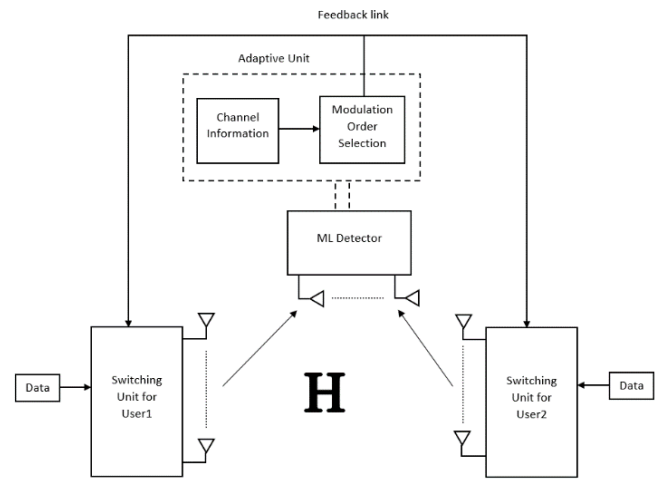 Feedback link
Adaptive Unit
Channel
Information
Modulation
Order
Selection
ML Detector
H
Data
Switching
Unit for
User1
Switching
Unit for
User2
Data